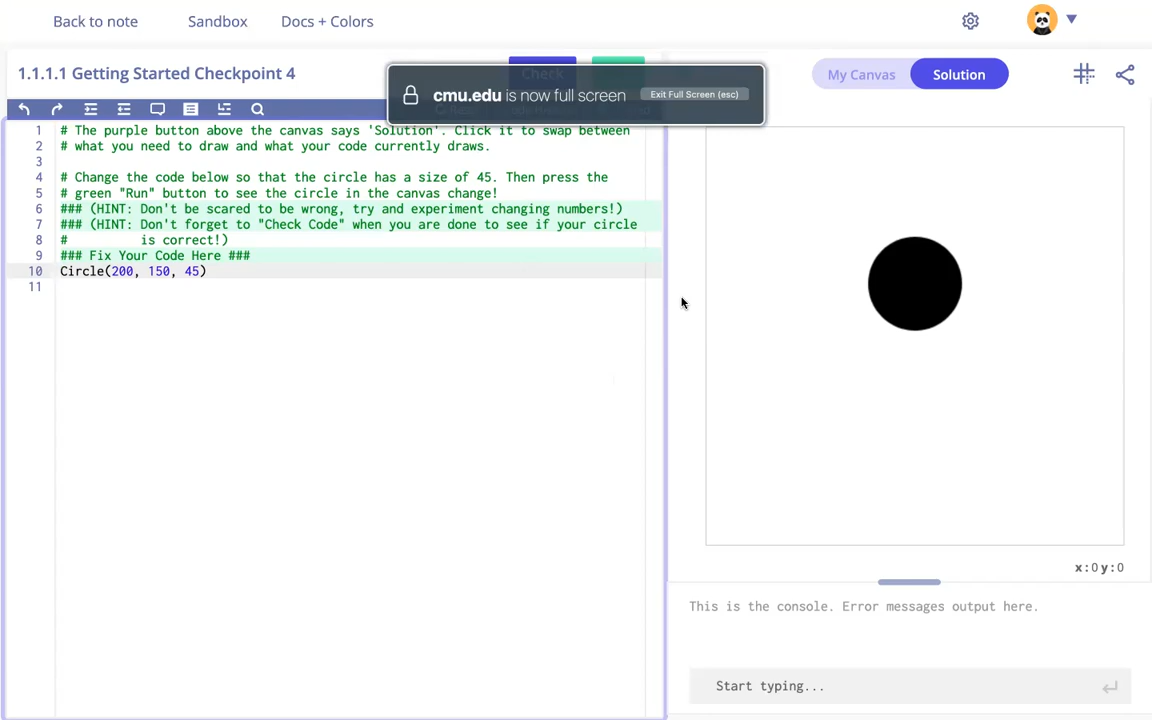 Back to note
Sandbox
Docs + Colors
1.1.1.1 Getting Started Checkpoint 4
Check
cmu.edu is now full screen
Exit Full Screen (esc)
My Canvas
Solution
1 # The purple button above the canvas says 'Solution'. Click it to swap between
2 # what you need to draw and what your code currently draws.
3
4 # Change the code below so that the circle has a size of 45. Then press the
5 # green "Run" button to see the circle in the canvas change!
6 ### (HINT: Don't be scared to be wrong, try and experiment changing numbers!)
7 ### (HINT: Don't forget to "Check Code" when you are done to see if your circle
8 # is correct!)
9 ### Fix Your Code Here ###
10 Circle(200, 150, 45)
11
x:0 y:0
This is the console. Error messages output here.
Start typing...